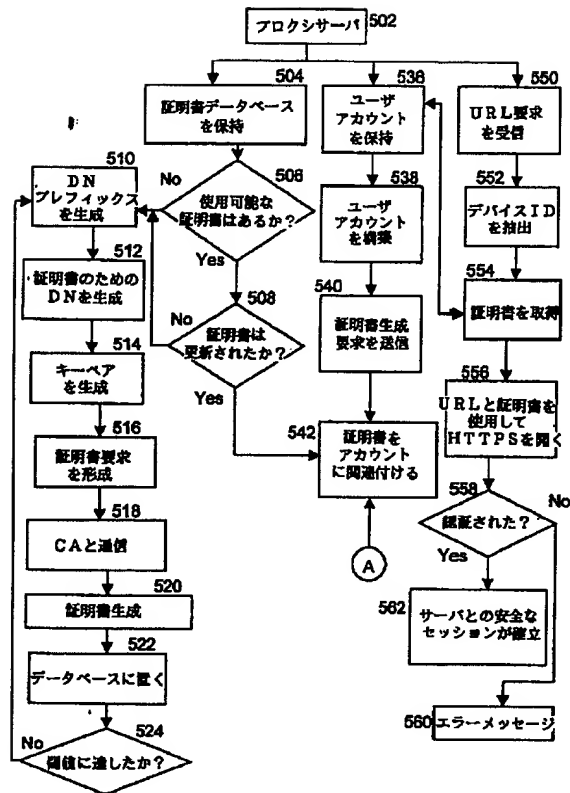 プロキシサーバ 502
504
証明書データベース
を保持
506
使用可能な
証明書はあるか？
No
Yes
508
証明書は
更新されたか？
No
Yes
510
DN
プレフィックス
を生成
512
証明書のための
DNを生成
514
キーペア
を生成
516
証明書要求
を形成
518
CAと通信
520
証明書生成
522
データベースに置く
524
閾値に達したか？
No
536
ユーザ
アカウント
を保持
538
ユーザ
アカウント
を構築
540
証明書生成
要求を送信
542
証明書を
アカウント
に関連付ける
A
550
URL要求
を受信
552
デバイスID
を抽出
554
証明書を取得
556
URLと証明書を
使用して
HTTPSを開く
558
認証された？
No
Yes
562
サーバとの安全な
セッションが確立
560 エラーメッセージ